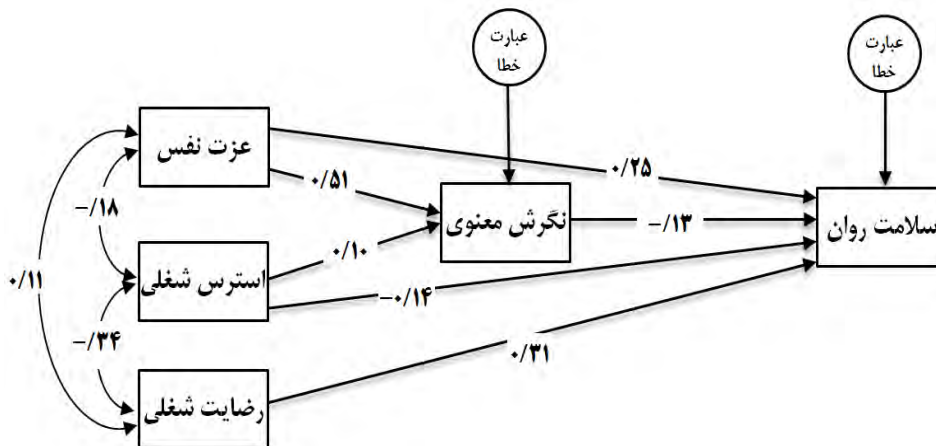 عبارت
خطا
عبارت
خطا
عزت نفس
۰/۲۵
۰/۵۱
نگرش معنوی
سلامت روان
-/۱۸
-/۱۳
۰/۱۰
استرس شغلی
۰/۱۱
-۰/۱۴
-/۳۴
۰/۳۱
رضایت شغلی